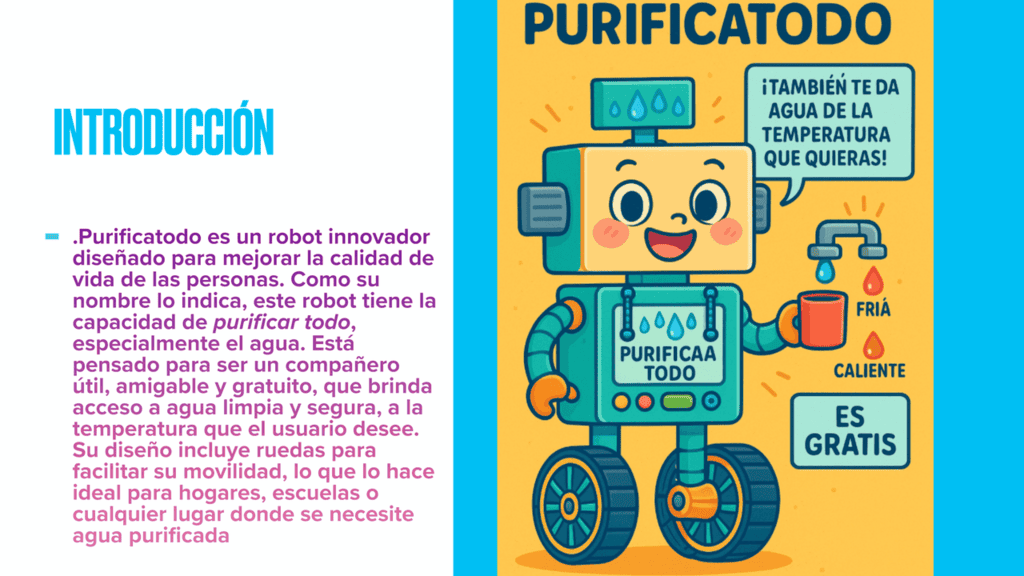 INTRODUCCIÓN
.Purificatodo es un robot innovador
diseñado para mejorar la calidad de
vida de las personas. Como su
nombre lo indica, este robot tiene la
capacidad de purificar todo,
especialmente el agua. Está
pensado para ser un compañero
útil, amigable y gratuito, que brinda
acceso a agua limpia y segura, a la
temperatura que el usuario desee.
Su diseño incluye ruedas para
facilitar su movilidad, lo que lo hace
ideal para hogares, escuelas o
cualquier lugar donde se necesite
agua purificada
PURIFICATODO
¡TAMBIÉN TE DA
AGUA DE LA
TEMPERATURA
QUE QUIERAS!
FRIÁ
CALIENTE
PURIFICAA
TODO
ES
GRATIS